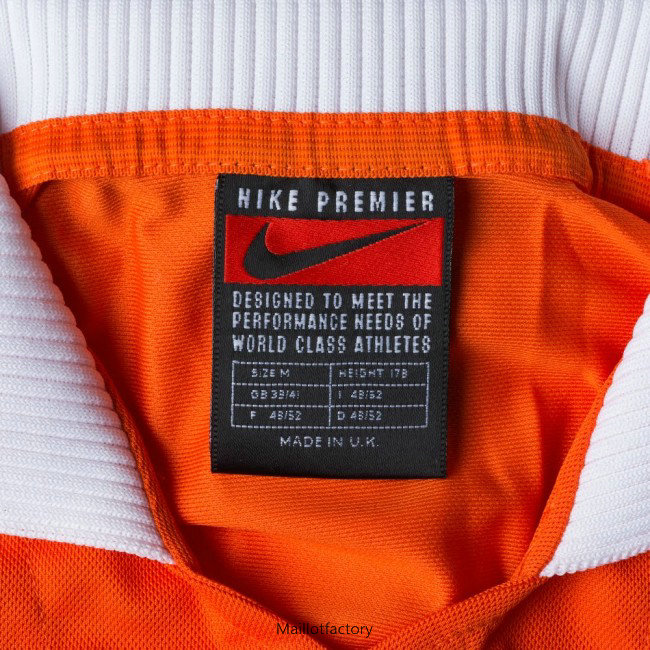 NIKE PREMIER
DESIGNED TO MEET THE
PERFORMANCE NEEDS OF
WORLD CLASS ATHLETES
SIZE M HEIGHT 178
GB 39/41 I 48/52
F 48/52 D 48/52
MADE IN U.K.
Maillotfactory